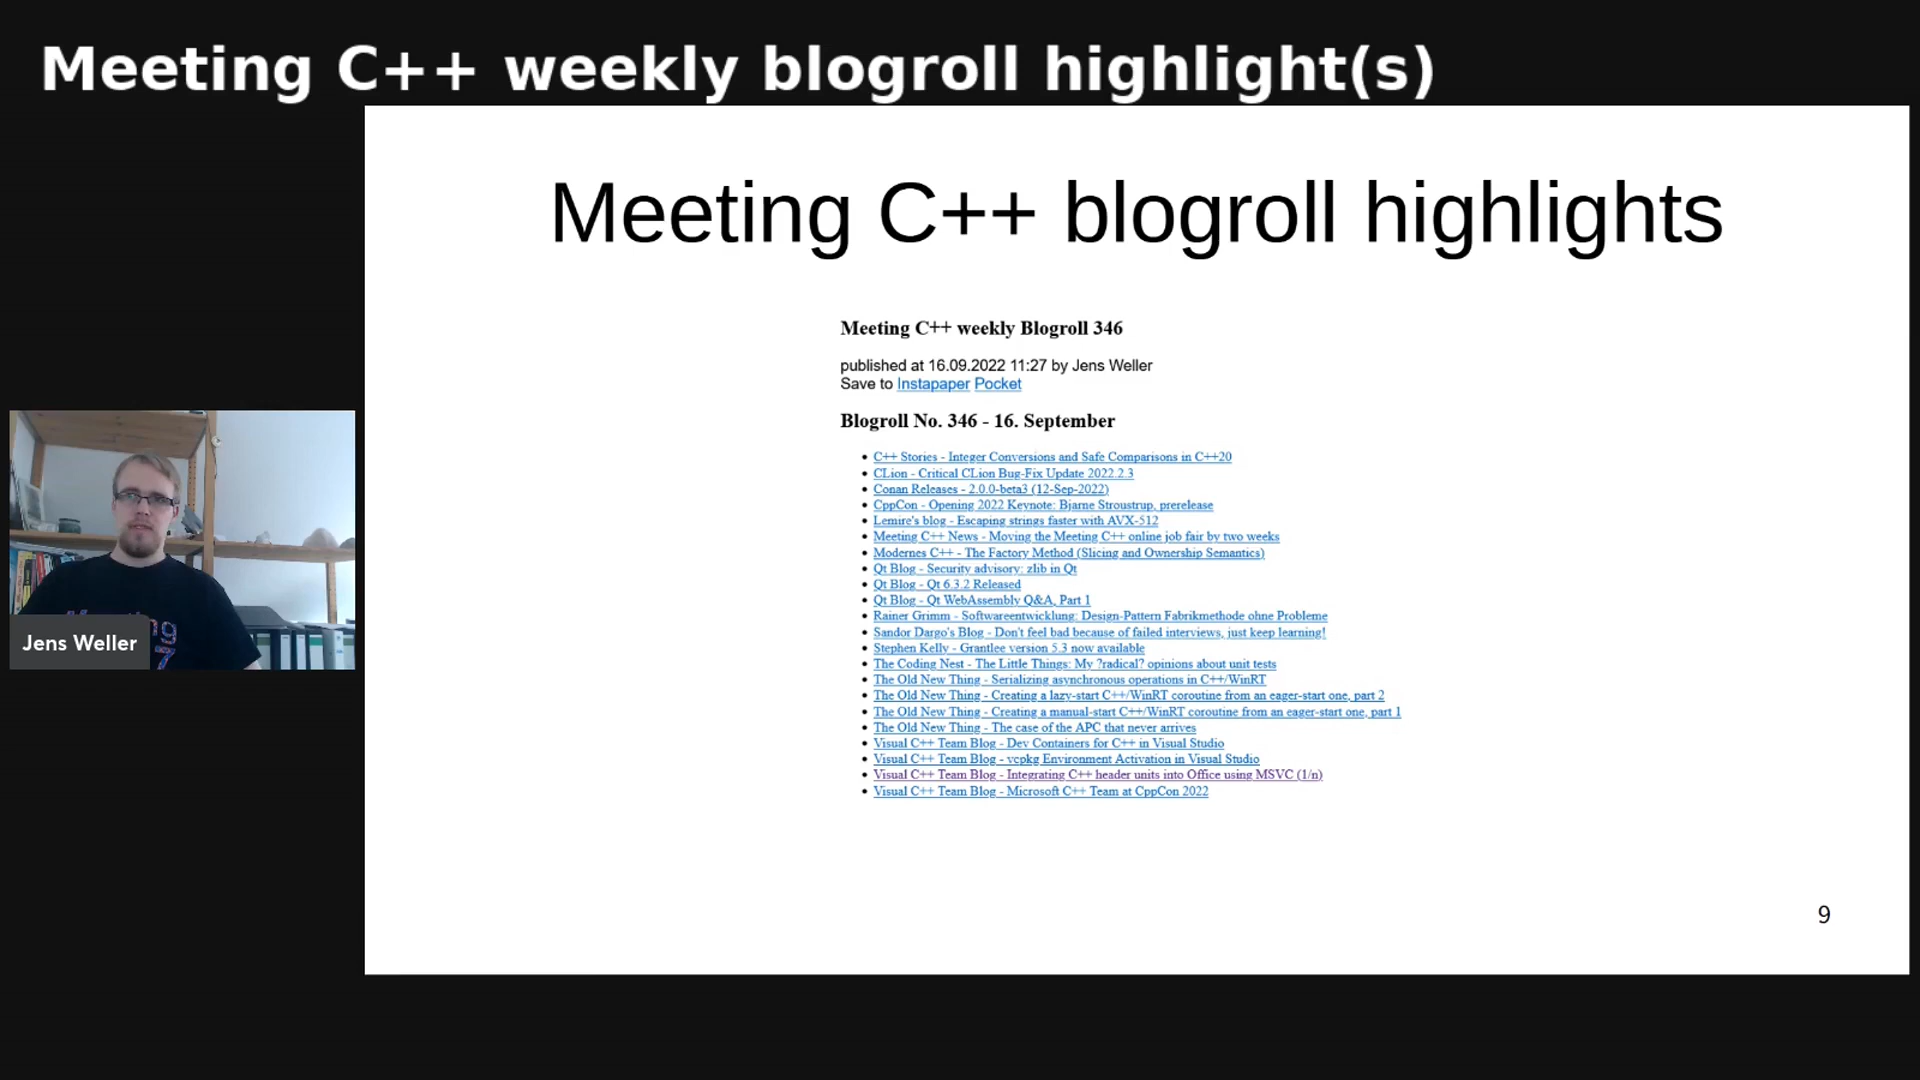 Meeting C++ weekly blogroll highlight(s)
Meeting C++ blogroll highlights
Meeting C++ weekly Blogroll 346
published at 16.09.2022 11:27 by Jens Weller
Save to Instapaper Pocket
Blogroll No. 346 - 16. September
C++ Stories - Integer Conversions and Safe Comparisons in C++20
CLion - Critical CLion Bug-Fix Update 2022.2.3
Conan Releases - 2.0.0-beta3 (12-Sep-2022)
CppCon - Opening 2022 Keynote: Bjarne Stroustrup, prerelease
Lemire's blog - Escaping strings faster with AVX-512
Meeting C++ News - Moving the Meeting C++ online job fair by two weeks
Modernes C++ - The Factory Method (Slicing and Ownership Semantics)
Qt Blog - Security advisory: zlib in Qt
Qt Blog - Qt 6.3.2 Released
Qt Blog - Qt WebAssembly Q&A, Part 1
Rainer Grimm - Softwareentwicklung: Design-Pattern Fabrikmethode ohne Probleme
Sandor Dargo's Blog - Don't feel bad because of failed interviews, just keep learning!
Stephen Kelly - Grantlee version 5.3 now available
The Coding Nest - The Little Things: My ?radical? opinions about unit tests
The Old New Thing - Serializing asynchronous operations in C++/WinRT
The Old New Thing - Creating a lazy-start C++/WinRT coroutine from an eager-start one, part 2
The Old New Thing - Creating a manual-start C++/WinRT coroutine from an eager-start one, part 1
The Old New Thing - The case of the APC that never arrives
Visual C++ Team Blog - Dev Containers for C++ in Visual Studio
Visual C++ Team Blog - vcpkg Environment Activation in Visual Studio
Visual C++ Team Blog - Integrating C++ header units into Office using MSVC (1/n)
Visual C++ Team Blog - Microsoft C++ Team at CppCon 2022
Jens Weller
9